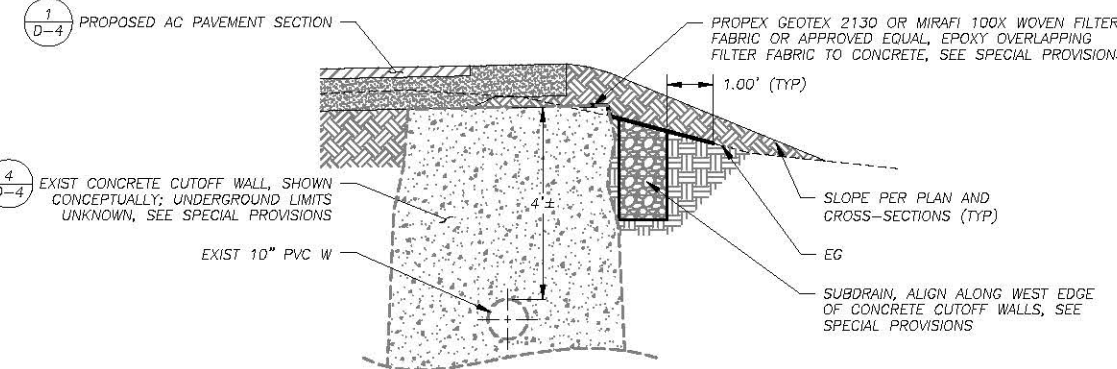 1
D-4
PROPOSED AC PAVEMENT SECTION
PROPEX GEOTEX 2130 OR MIRAFI 100X WOVEN FILTER
FABRIC OR APPROVED EQUAL, EPOXY OVERLAPPING
FILTER FABRIC TO CONCRETE, SEE SPECIAL PROVISIONS
1.00' (TYP)
4
D-4
EXIST CONCRETE CUTOFF WALL, SHOWN
CONCEPTUALLY; UNDERGROUND LIMITS
UNKNOWN, SEE SPECIAL PROVISIONS
4'±
EXIST 10" PVC W
SLOPE PER PLAN AND
CROSS-SECTIONS (TYP)
EG
SUBDRAIN, ALIGN ALONG WEST EDGE
OF CONCRETE CUTOFF WALLS, SEE
SPECIAL PROVISIONS